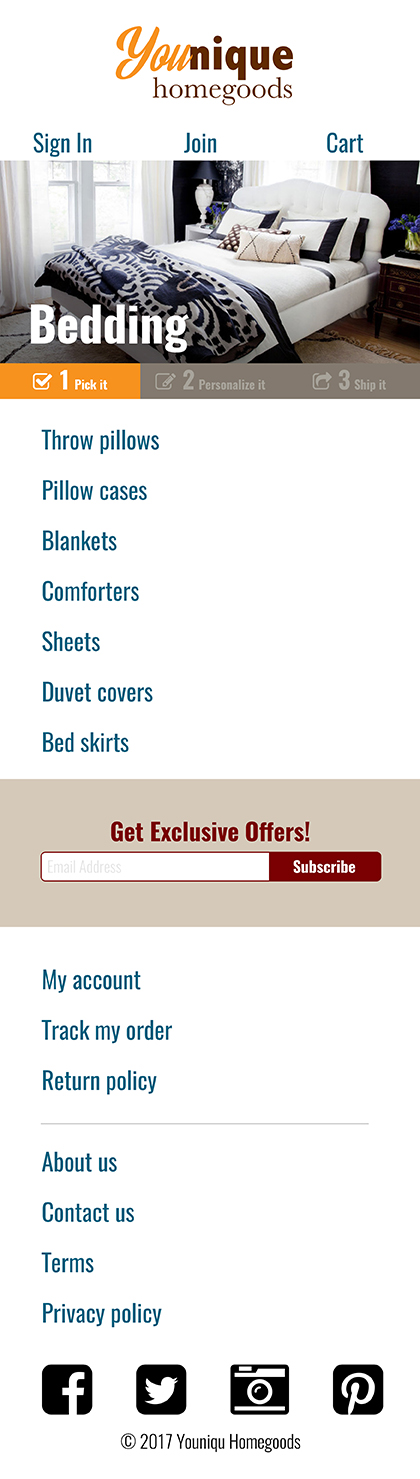 Younique
homegoods
Sign In Join Cart
Bedding
1 Pick it 2 Personalize it 3 Ship it
Throw pillows
Pillow cases
Blankets
Comforters
Sheets
Duvet covers
Bed skirts
Get Exclusive Offers!
Email Address Subscribe
My account
Track my order
Return policy
About us
Contact us
Terms
Privacy policy
© 2017 Youniqu Homegoods